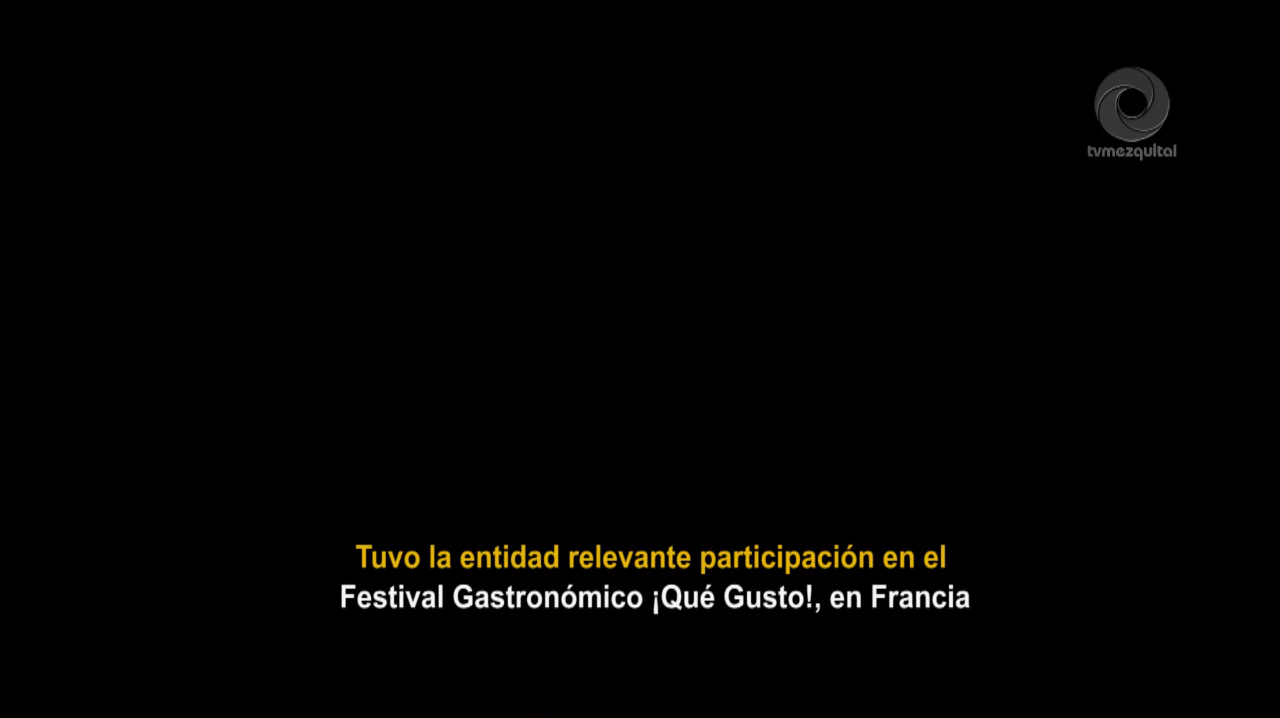 tvmezquital
Tuvo la entidad relevante participación en el
Festival Gastronómico ¡Qué Gusto!, en Francia